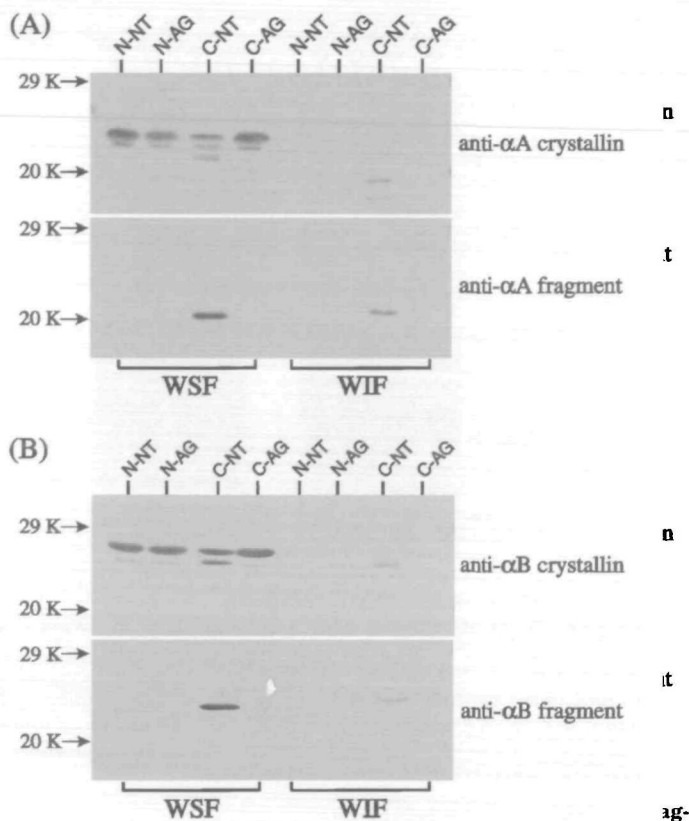 (A)
N-NT N-AG C-NT C-AG N-NT N-AG C-NT C-AG
29 K→
n
anti-αA crystallin
20 K→
29 K→
t
anti-αA fragment
20 K→
WSF WIF
(B)
N-NT N-AG C-NT C-AG N-NT N-AG C-NT C-AG
29 K→
n
anti-αB crystallin
20 K→
29 K→
t
anti-αB fragment
20 K→
WSF WIF
ag-